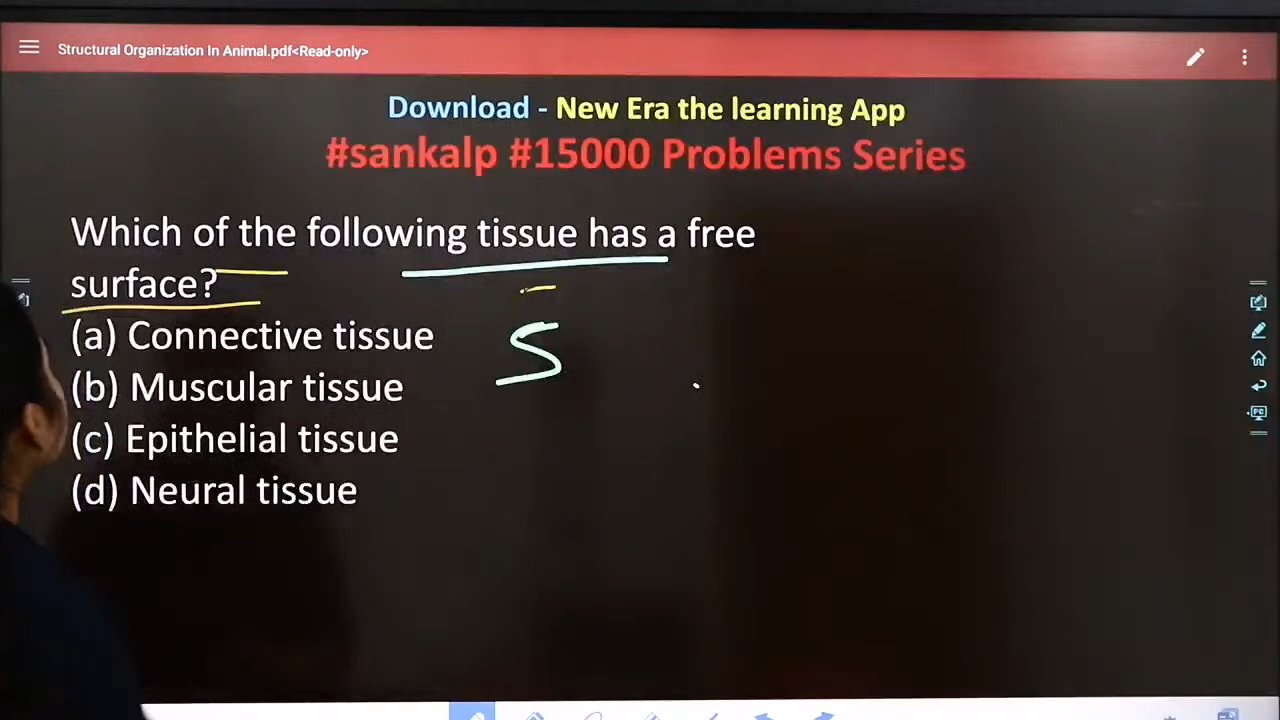 Structural Organization In Animal.pdf<Read-only>
Download - New Era the learning App
#sankalp #15000 Problems Series
Which of the following tissue has a free
surface?
S
(a) Connective tissue
(b) Muscular tissue
(c) Epithelial tissue
(d) Neural tissue
PC